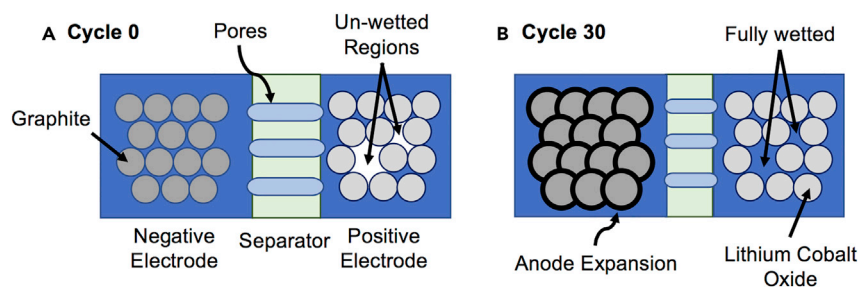 A Cycle 0
Pores
Un-wetted
Regions
Graphite
Negative
Electrode
Separator
Positive
Electrode
B Cycle 30
Fully wetted
Anode Expansion
Lithium Cobalt
Oxide